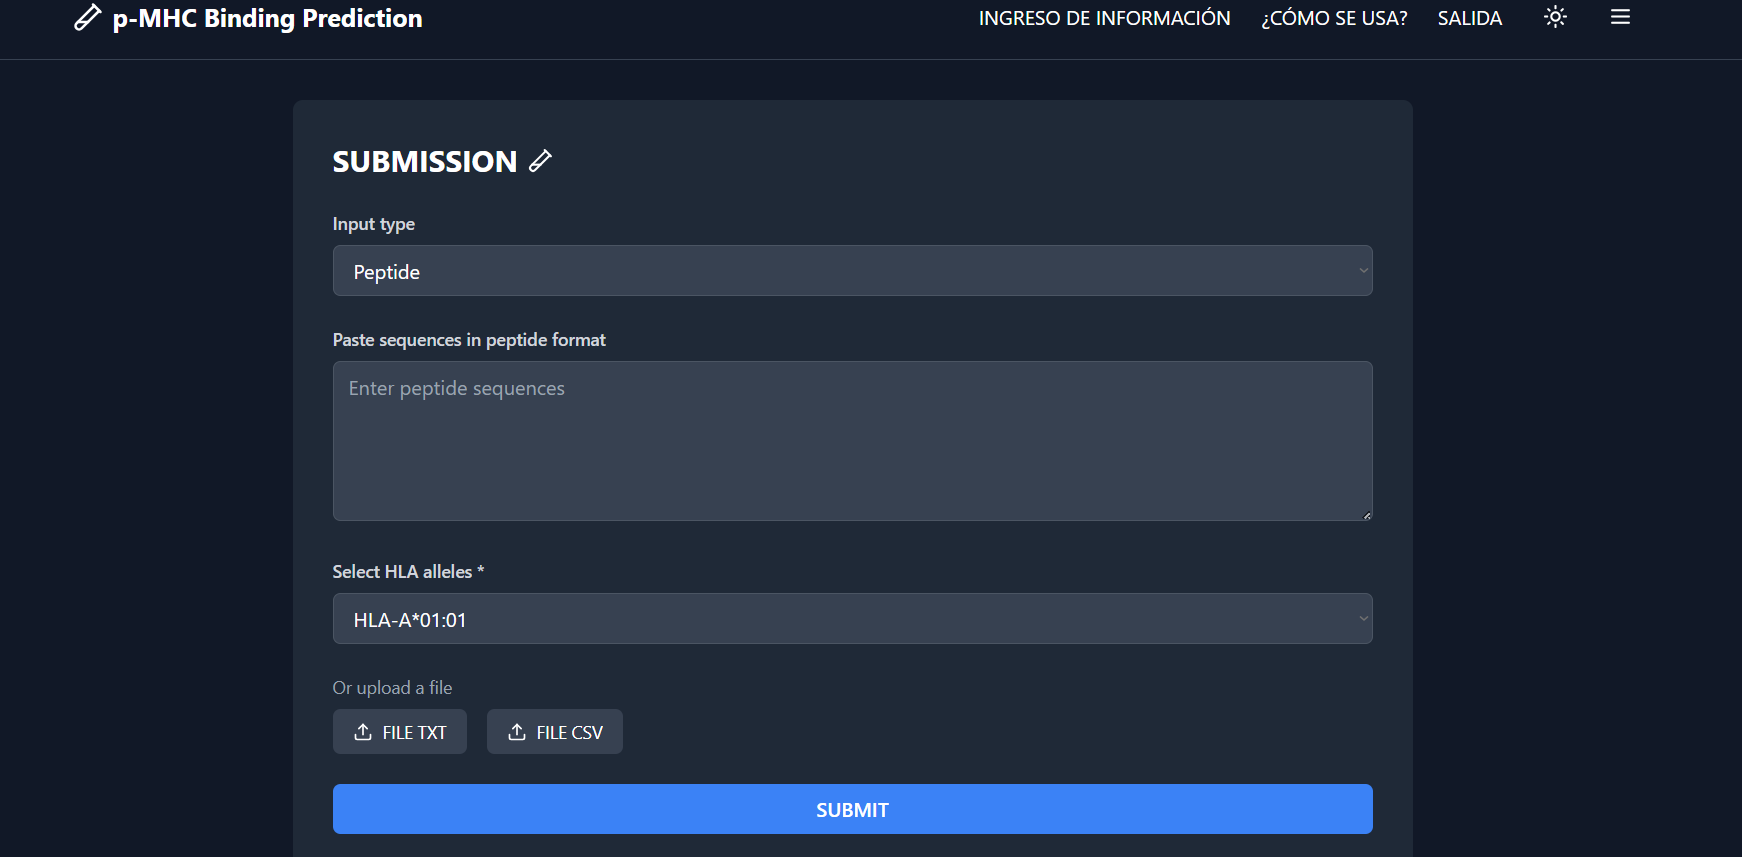 p-MHC Binding Prediction
INGRESO DE INFORMACIÓN
¿CÓMO SE USA?
SALIDA
SUBMISSION
Input type
Peptide
Paste sequences in peptide format
Enter peptide sequences
Select HLA alleles *
HLA-A*01:01
Or upload a file
FILE TXT
FILE CSV
SUBMIT